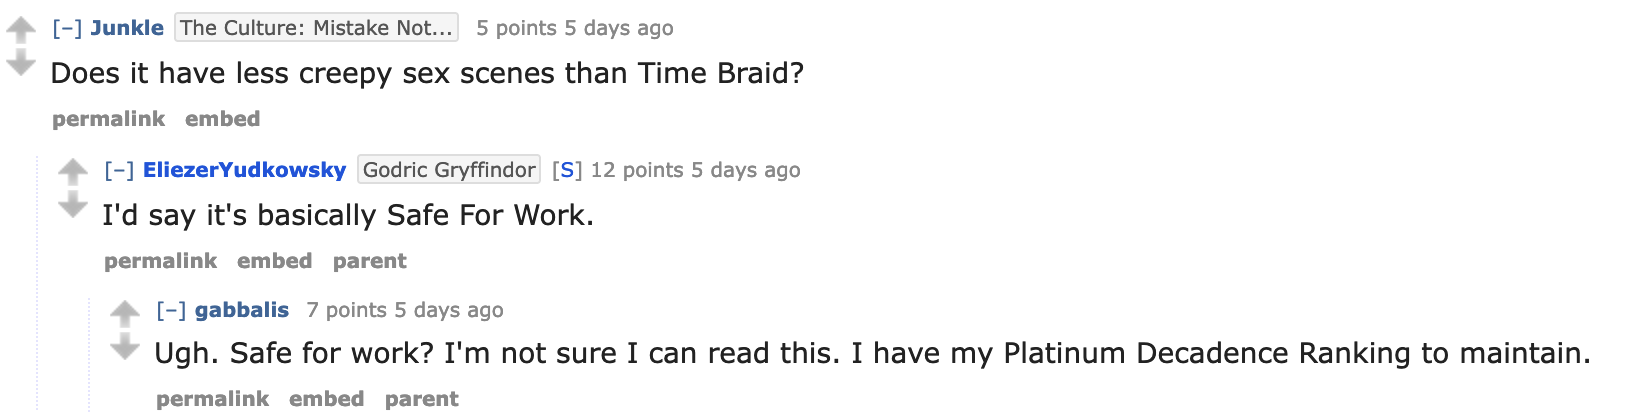 [–] Junkle The Culture: Mistake Not... 5 points 5 days ago
Does it have less creepy sex scenes than Time Braid?
permalink embed
[–] EliezerYudkowsky Godric Gryffindor [S] 12 points 5 days ago
I'd say it's basically Safe For Work.
permalink embed parent
[–] gabbalis 7 points 5 days ago
Ugh. Safe for work? I'm not sure I can read this. I have my Platinum Decadence Ranking to maintain.
permalink embed parent